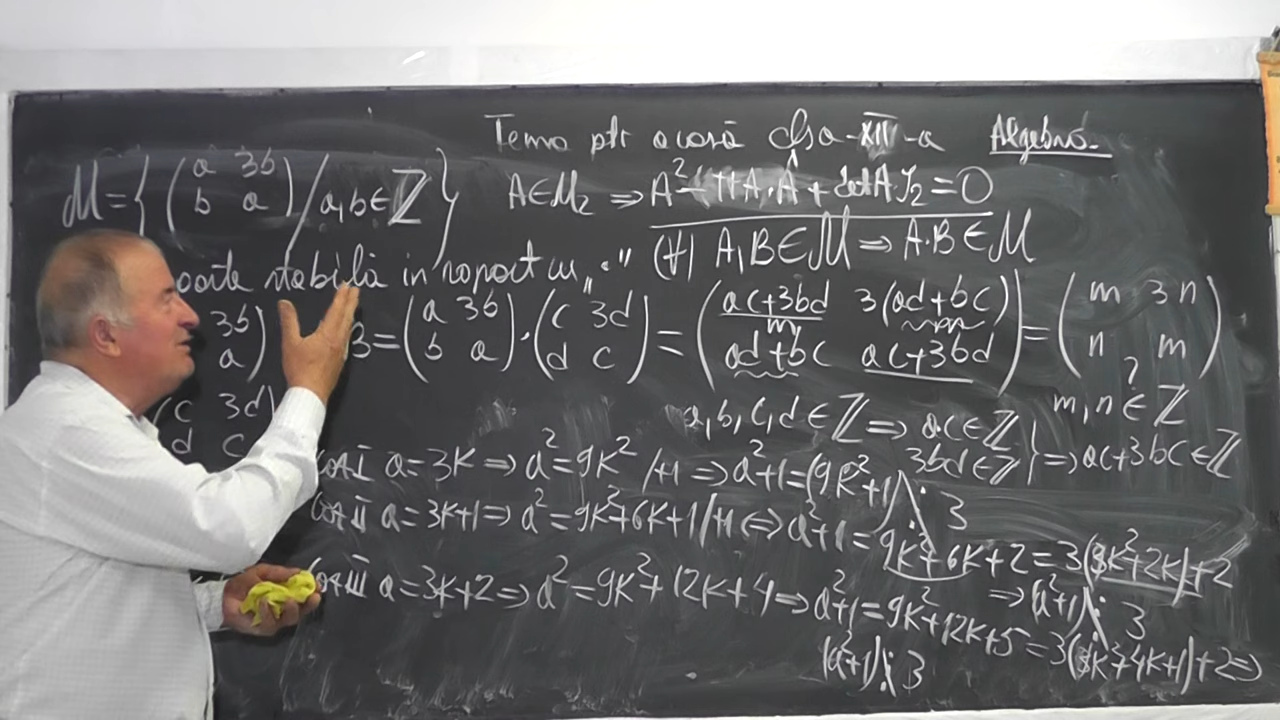 Tema ptr acasă clsa-XII-a Algebră.
M={(a 3b / b a)/a,b∈ℤ} A∈M₂ ⇒ A²-TrA·A+detA·I₂=0
parte stabilă in raport cu "·" (∀) A,B∈M ⇒ A·B∈M
3b a) B=(a 3b / b a)·(c 3d / d c)=(ac+3bd 3(ad+bc) / ad+bc ac+3bd)=(m 3n / n m)
m
(c 3d / d c a,b,c,d∈ℤ ⇒ ac∈ℤ m,n ?∈ ℤ
3bd∈ℤ} ⇒ ac+3bc∈ℤ
Caz I a=3k ⇒ a²=9k² /+1 ⇒ a²+1=(9k²+1) ⋮ 3
Caz II a=3k+1 ⇒ a²=9k²+6k+1/+1 ⇔ a²+1=9k²+6k+2=3(3k²+2k)+2
⇒(a²+1) ⋮ 3
Caz III a=3k+2 ⇒ a²=9k²+12k+4 ⇒ a²+1=9k²+12k+5=3(3k²+4k+1)+2 ⇒
(a²+1) ⋮ 3